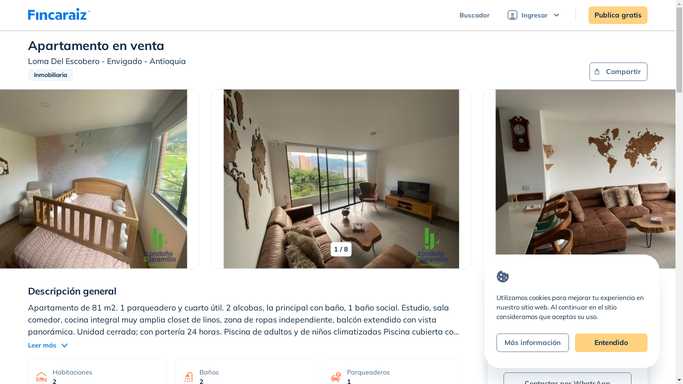 Fincaraiz
Buscador
Ingresar
Publica gratis
Apartamento en venta
Loma Del Escobero - Envigado - Antioquia
Inmobiliaria
Compartir
1 / 8
Descripción general
Apartamento de 81 m2. 1 parqueadero y cuarto útil. 2 alcobas, la principal con baño, 1 baño social. Estudio, sala
comedor, cocina integral muy amplia closet de linos, zona de ropas independiente, balcón extendido con vista
panorámica. Unidad cerrada; con portería 24 horas. Piscina de adultos y de niños climatizadas Piscina cubierta co...
Leer más
Habitaciones
2
Baños
2
Parqueaderos
1
Utilizamos cookies para mejorar tu experiencia en
nuestro sitio web. Al continuar en el sitio
consideramos que aceptas su uso.
Más información
Entendido
Contactar por WhatsApp